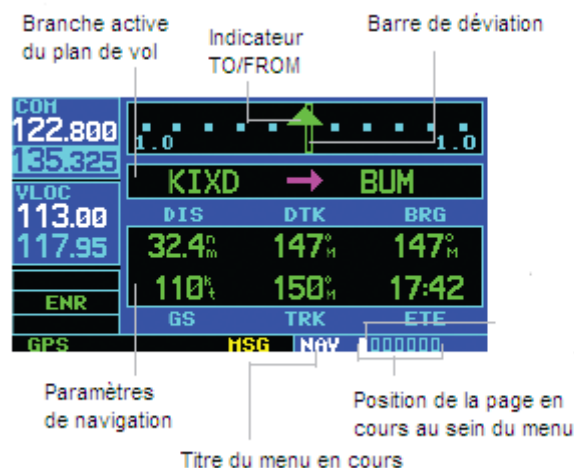 Branche active
du plan de vol
Indicateur
TO/FROM
Barre de déviation
COM
122.800
135.325
1.0
1.0
KIXD → BUM
VLOC
113.00
117.95
DIS DTK BRG
32.4nm 147°M 147°M
110kt 150°M 17:42
ENR
GS TRK ETE
GPS MSG NAV
Paramètres
de navigation
Position de la page en
cours au sein du menu
Titre du menu en cours